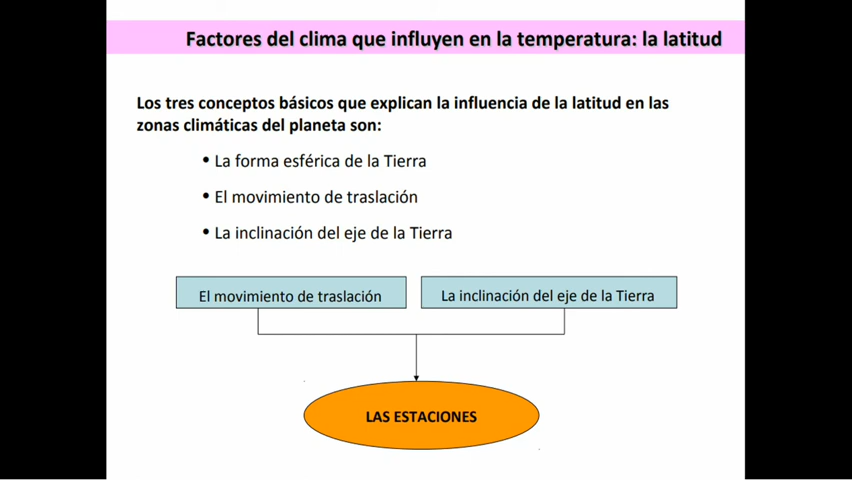 Factores del clima que influyen en la temperatura: la latitud
Los tres conceptos básicos que explican la influencia de la latitud en las
zonas climáticas del planeta son:
• La forma esférica de la Tierra
• El movimiento de traslación
• La inclinación del eje de la Tierra
El movimiento de traslación
La inclinación del eje de la Tierra
LAS ESTACIONES